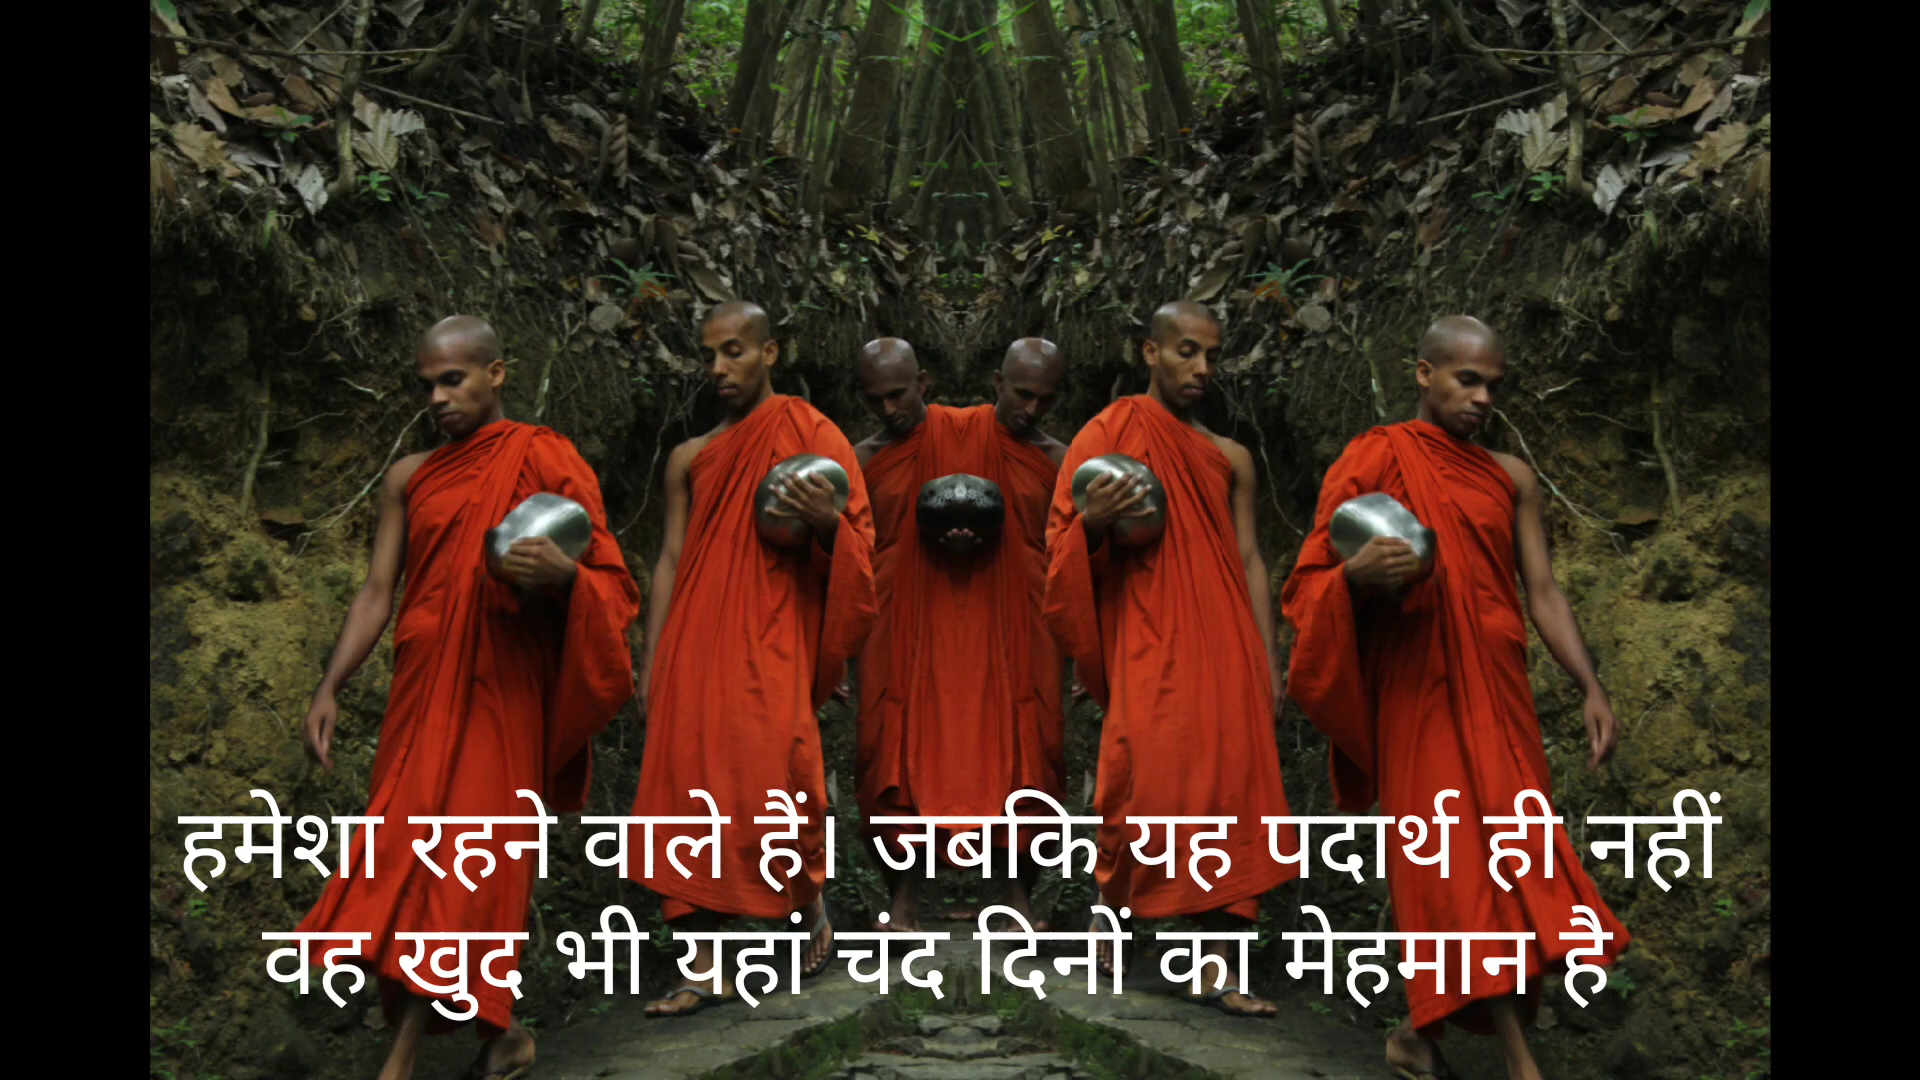 हमेशा रहने वाले हैं। जबकि यह पदार्थ ही नहीं
वह खुद भी यहां चंद दिनों का मेहमान है